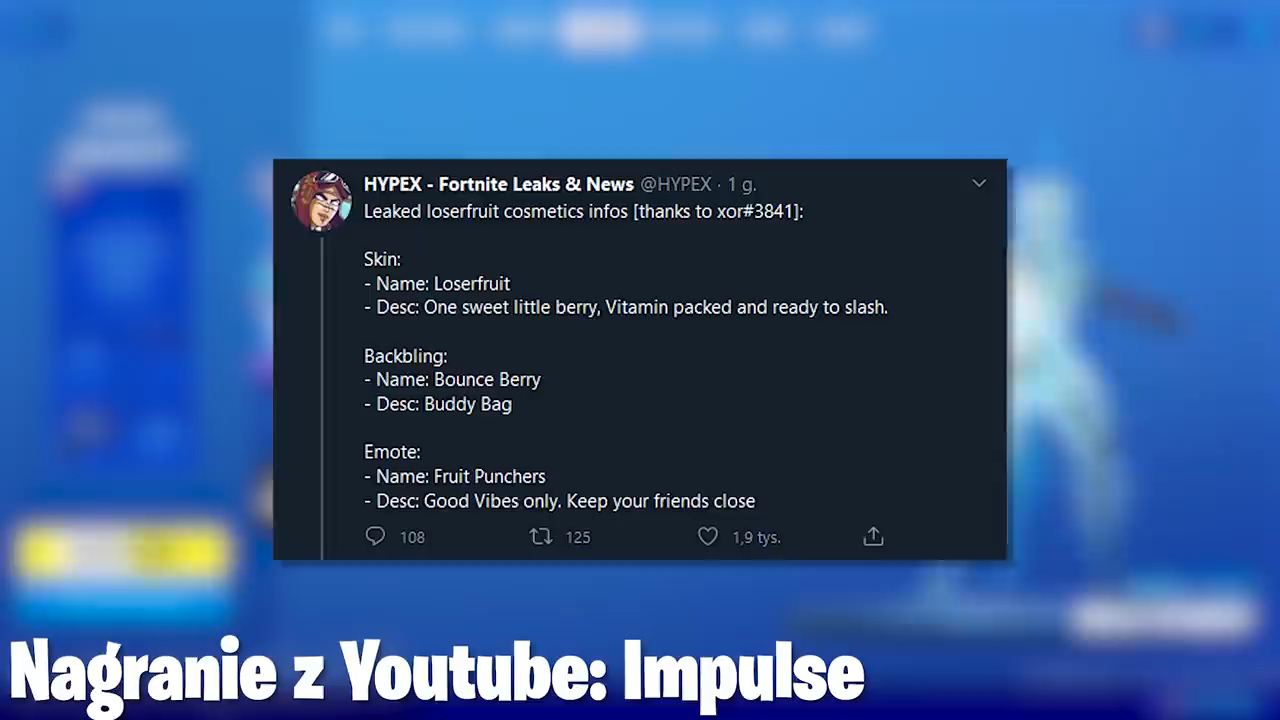 HYPEX - Fortnite Leaks & News @HYPEX · 1 g.
Leaked loserfruit cosmetics infos [thanks to xor#3841]:
Skin:
- Name: Loserfruit
- Desc: One sweet little berry, Vitamin packed and ready to slash.
Backbling:
- Name: Bounce Berry
- Desc: Buddy Bag
Emote:
- Name: Fruit Punchers
- Desc: Good Vibes only. Keep your friends close
108 125 1,9 tys.
Nagranie z Youtube: Impulse